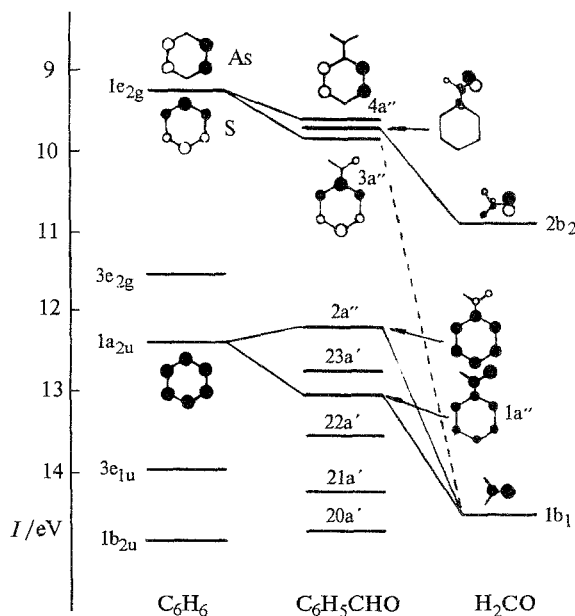 As
9
1e2g
4a″
S
10
3a″
11
2b2
3e2g
12
2a″
1a2u
23a′
13
1a″
22a′
3e1u
21a′
14
20a′
I/eV
1b1
1b2u
C6H6
C6H5CHO
H2CO